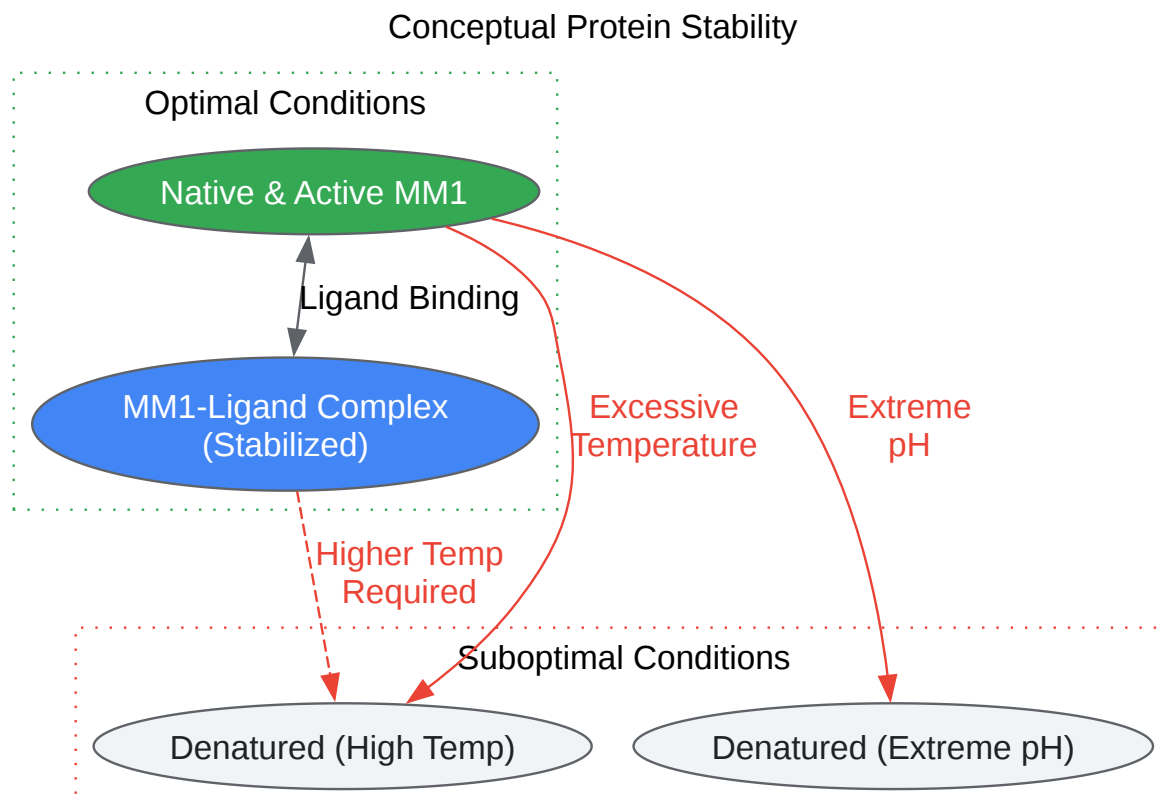 Conceptual Protein Stability
Optimal Conditions
Native & Active MM1
Ligand Binding
MM1-Ligand Complex
(Stabilized)
Excessive
Temperature
Extreme
pH
Higher Temp
Required
Suboptimal Conditions
Denatured (High Temp)
Denatured (Extreme pH)